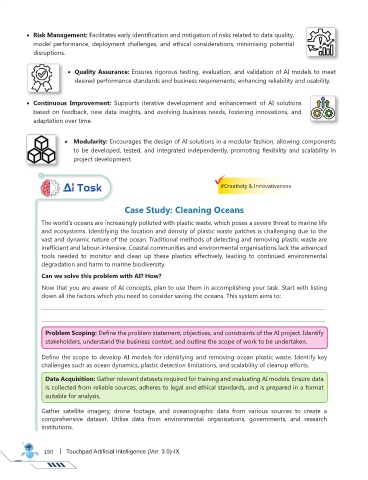 • Risk Management: Facilitates early identification and mitigation of risks related to data quality,
model performance, deployment challenges, and ethical considerations, minimising potential
disruptions.
• Quality Assurance: Ensures rigorous testing, evaluation, and validation of AI models to meet
desired performance standards and business requirements, enhancing reliability and usability.
• Continuous Improvement: Supports iterative development and enhancement of AI solutions
based on feedback, new data insights, and evolving business needs, fostering innovations, and
adaptation over time.
• Modularity: Encourages the design of AI solutions in a modular fashion, allowing components
to be developed, tested, and integrated independently, promoting flexibility and scalability in
project development.
Ai Task
#Creativity & Innovativeness
Case Study: Cleaning Oceans
The world's oceans are increasingly polluted with plastic waste, which poses a severe threat to marine life
and ecosystems. Identifying the location and density of plastic waste patches is challenging due to the
vast and dynamic nature of the ocean. Traditional methods of detecting and removing plastic waste are
inefficient and labour-intensive. Coastal communities and environmental organisations lack the advanced
tools needed to monitor and clean up these plastics effectively, leading to continued environmental
degradation and harm to marine biodiversity.
Can we solve this problem with AI? How?
Now that you are aware of AI concepts, plan to use them in accomplishing your task. Start with listing
down all the factors which you need to consider saving the oceans. This system aims to:
Problem Scoping: Define the problem statement, objectives, and constraints of the AI project. Identify
stakeholders, understand the business context, and outline the scope of work to be undertaken.
Define the scope to develop AI models for identifying and removing ocean plastic waste. Identify key
challenges such as ocean dynamics, plastic detection limitations, and scalability of cleanup efforts.
Data Acquisition: Gather relevant datasets required for training and evaluating AI models. Ensure data
is collected from reliable sources, adheres to legal and ethical standards, and is prepared in a format
suitable for analysis.
Gather satellite imagery, drone footage, and oceanographic data from various sources to create a
comprehensive dataset. Utilise data from environmental organisations, governments, and research
institutions.
190 | Touchpad Artificial Intelligence (Ver. 3.0)-IX